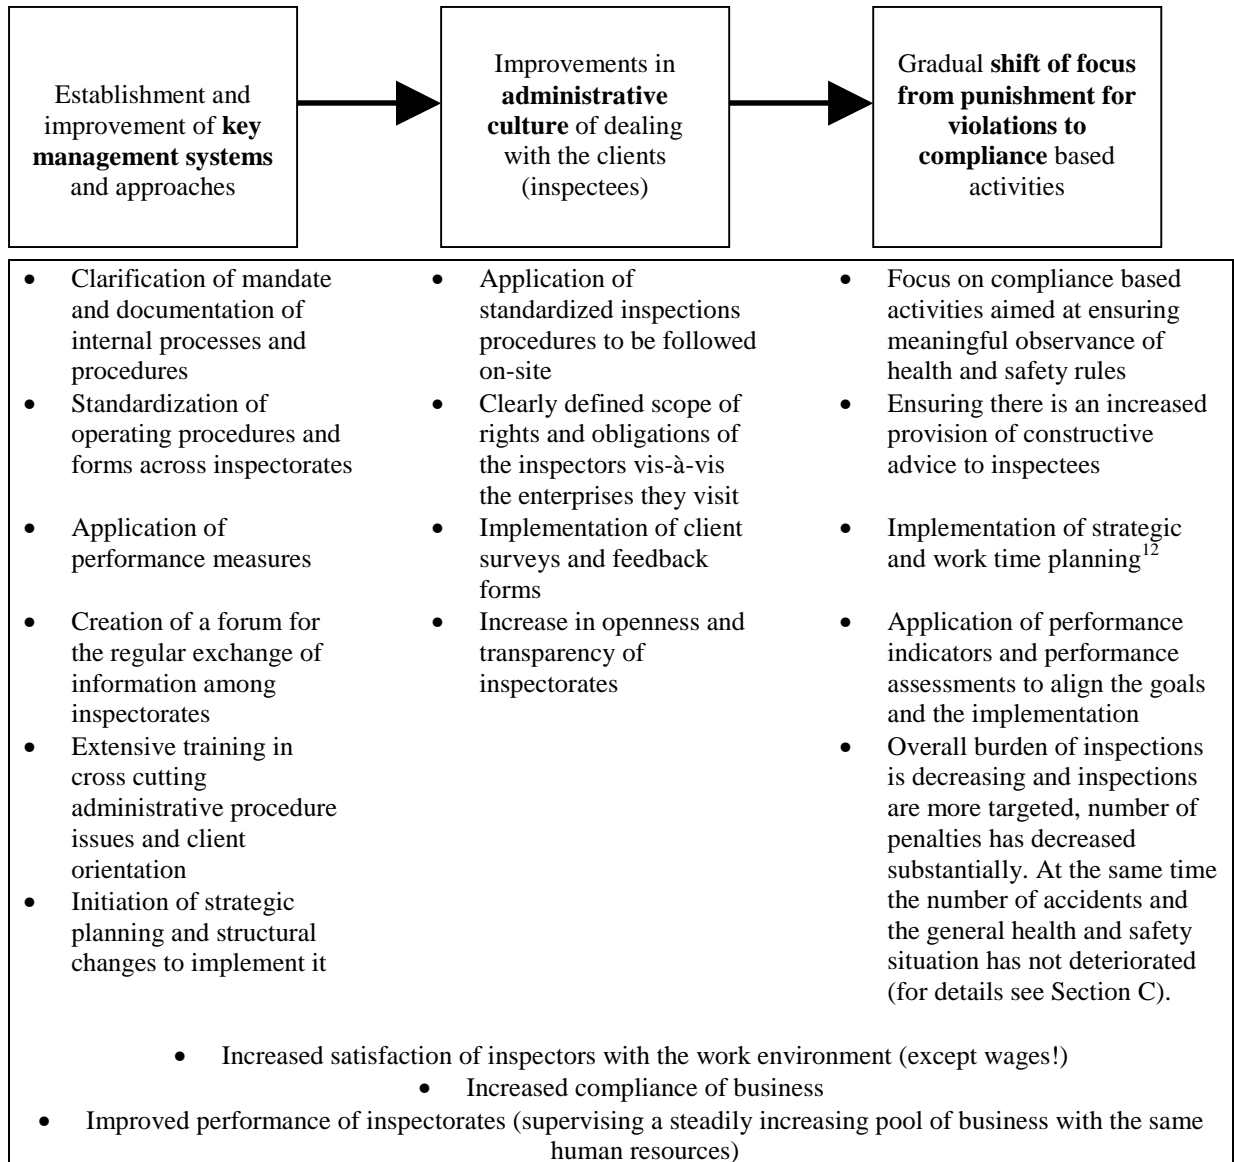 Establishment and
improvement of key
management systems
and approaches
Improvements in
administrative
culture of dealing
with the clients
(inspectees)
Gradual shift of focus
from punishment for
violations to
compliance based
activities
• Clarification of mandate
and documentation of
internal processes and
procedures
• Standardization of
operating procedures and
forms across inspectorates
• Application of
performance measures
• Creation of a forum for
the regular exchange of
information among
inspectorates
• Extensive training in
cross cutting
administrative procedure
issues and client
orientation
• Initiation of strategic
planning and structural
changes to implement it
• Application of
standardized inspections
procedures to be followed
on-site
• Clearly defined scope of
rights and obligations of
the inspectors vis-à-vis
the enterprises they visit
• Implementation of client
surveys and feedback
forms
• Increase in openness and
transparency of
inspectorates
• Focus on compliance based
activities aimed at ensuring
meaningful observance of
health and safety rules
• Ensuring there is an increased
provision of constructive
advice to inspectees
• Implementation of strategic
and work time planning12
• Application of performance
indicators and performance
assessments to align the goals
and the implementation
• Overall burden of inspections
is decreasing and inspections
are more targeted, number of
penalties has decreased
substantially. At the same time
the number of accidents and
the general health and safety
situation has not deteriorated
(for details see Section C).
• Increased satisfaction of inspectors with the work environment (except wages!)
• Increased compliance of business
• Improved performance of inspectorates (supervising a steadily increasing pool of business with the same
human resources)